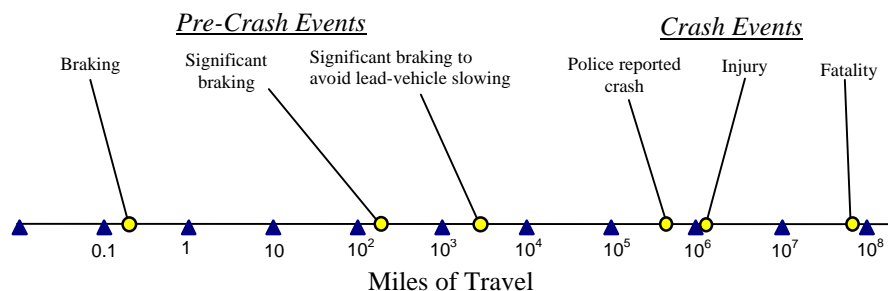 Pre-Crash Events
Crash Events
Braking
Significant
braking
Significant braking to
avoid lead-vehicle slowing
Police reported
crash
Injury
Fatality
0.1
1
10
10²
10³
10⁴
10⁵
10⁶
10⁷
10⁸
Miles of Travel